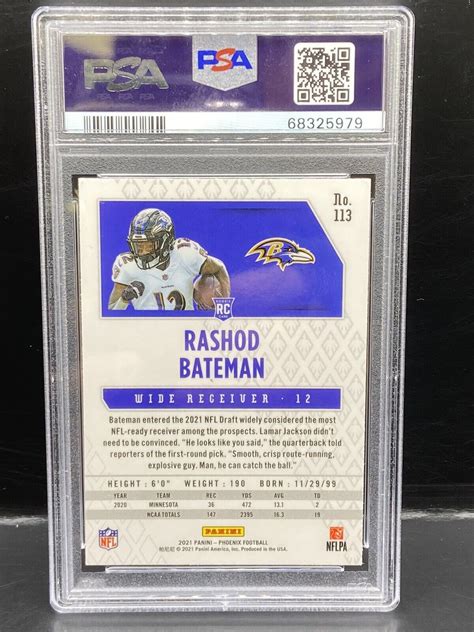 PSA
PSA
PSA PSA PSA
68325979
No.
113
12
RC
RASHOD
BATEMAN
WIDE RECEIVER · 12
Bateman entered the 2021 NFL Draft widely considered the most
NFL-ready receiver among the prospects. Lamar Jackson didn't
need to be convinced. "He looks like you said," the quarterback told
reporters of the first-round pick. "Smooth, crisp route-running,
explosive guy. Man, he can catch the ball."
HEIGHT: 6'0" WEIGHT: 190 BORN: 11/29/99
YEAR TEAM REC YDS AVG TD
2020 MINNESOTA 36 472 13.1 2
NCAA TOTALS 147 2395 16.3 19
NFL
PANINI
NFLPA
2021 PANINI – PHOENIX FOOTBALL
© 2021 Panini America, Inc. Produced in the USA.